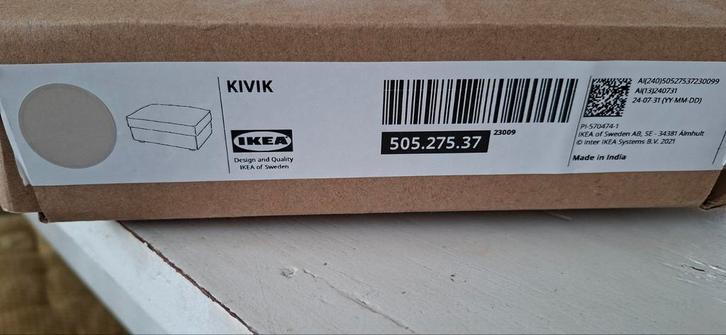 KIVIK
IKEA
Design and Quality
IKEA of Sweden
23009
505.275.37
AI(240)50527537230099
AI(13)240731
24-07-31 (YY-MM-DD)
PI-570474-1
IKEA of Sweden AB, SE - 34381 Älmhult
© Inter IKEA Systems B.V. 2021
Made in India